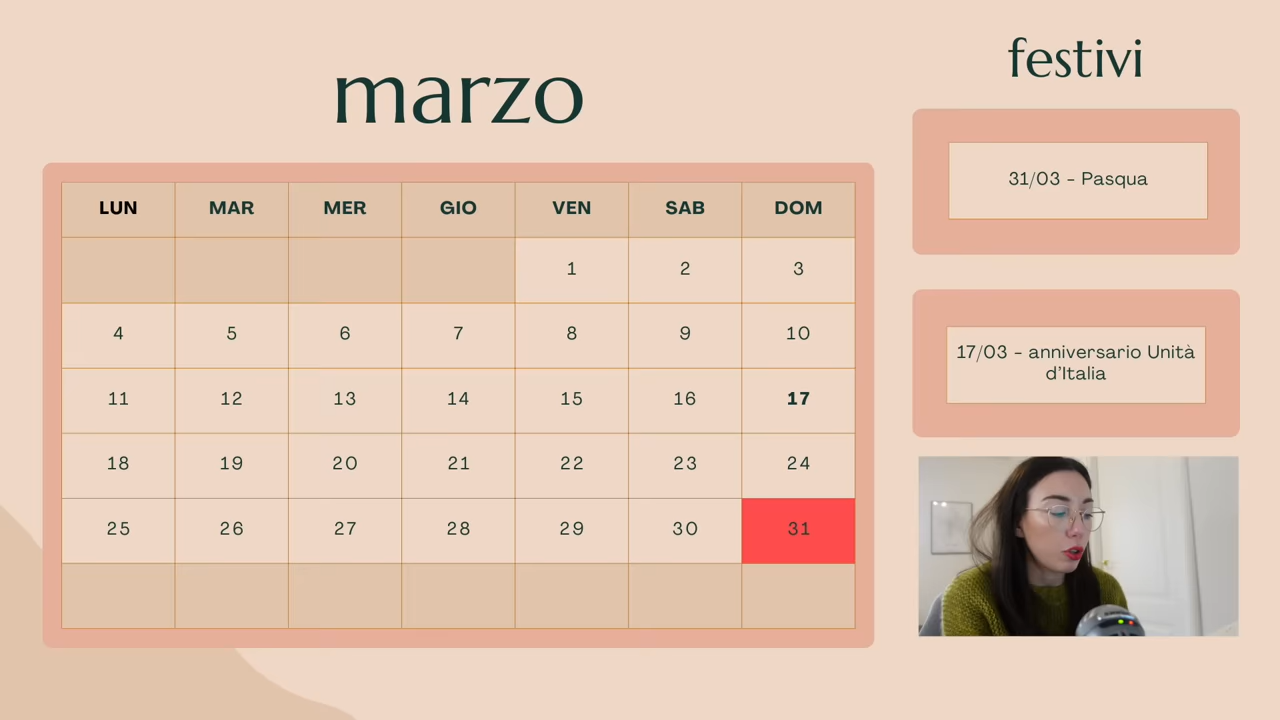 marzo
LUN MAR MER GIO VEN SAB DOM
1 2 3
4 5 6 7 8 9 10
11 12 13 14 15 16 17
18 19 20 21 22 23 24
25 26 27 28 29 30 31
festivi
31/03 - Pasqua
17/03 - anniversario Unità
d'Italia